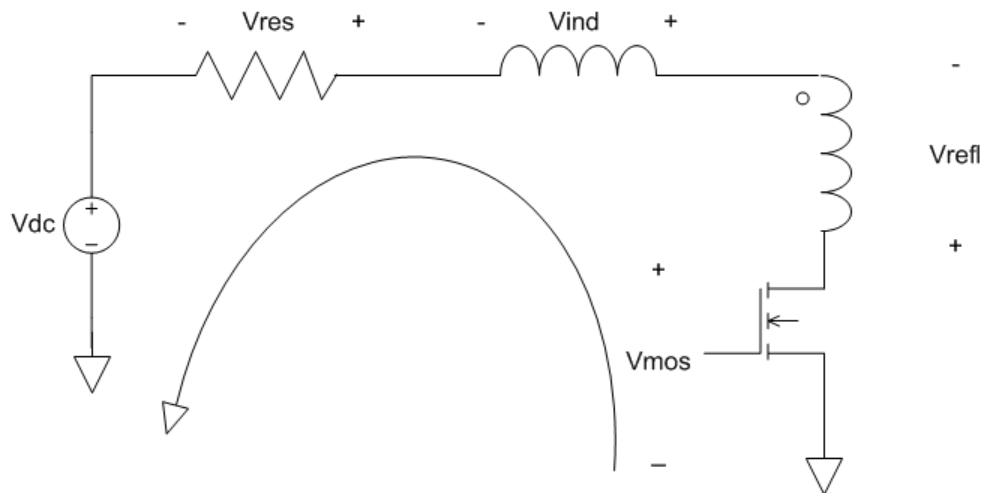 - Vres + - Vind +
-
Vrefl
+
Vdc
+
-
+
Vmos
-